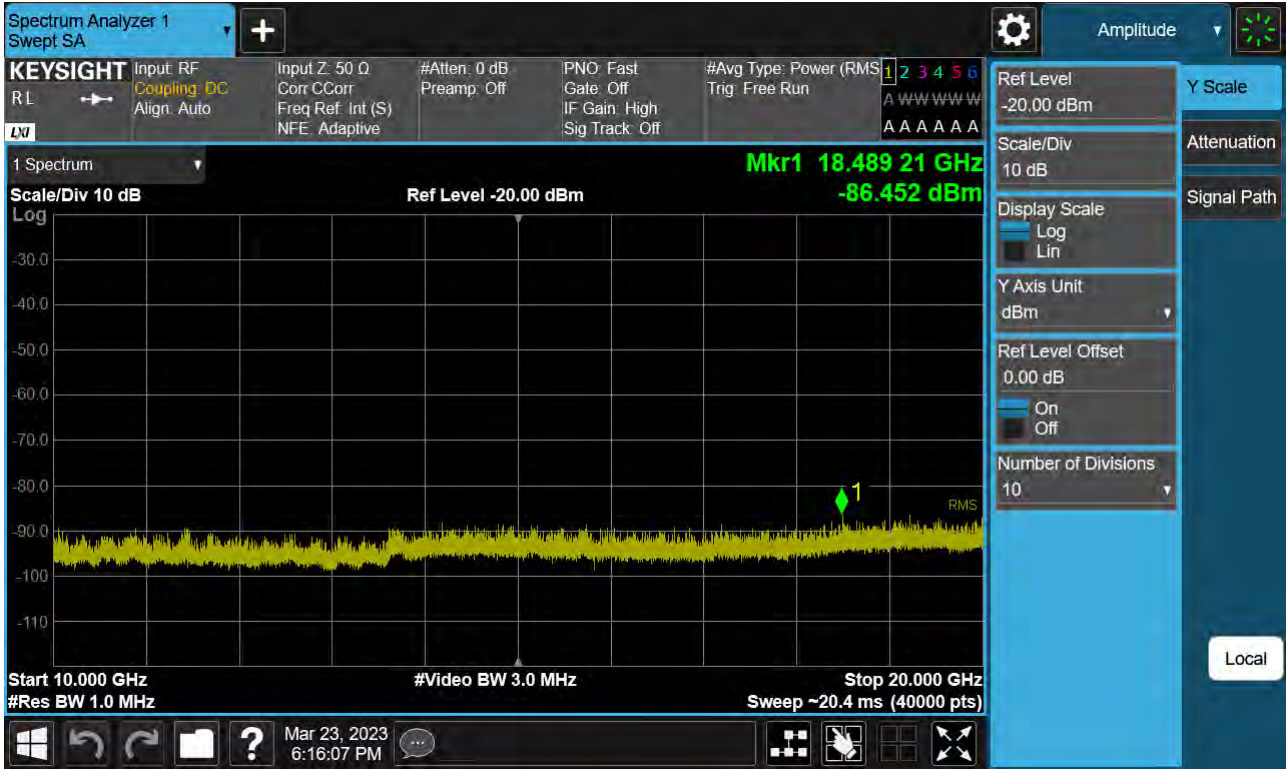 Spectrum Analyzer 1
Swept SA
+
Amplitude
KEYSIGHT
R L
LXI
Input: RF
Coupling: DC
Align: Auto
Input Z: 50 Ω
Corr CCorr
Freq Ref: Int (S)
NFE: Adaptive
#Atten: 0 dB
Preamp: Off
PNO: Fast
Gate: Off
IF Gain: High
Sig Track: Off
#Avg Type: Power (RMS
Trig: Free Run
1 2 3 4 5 6
A W W W W W
A A A A A A
1 Spectrum
Mkr1 18.489 21 GHz
Scale/Div 10 dB
Ref Level -20.00 dBm
-86.452 dBm
Log
-30.0
-40.0
-50.0
-60.0
-70.0
-80.0
-90.0
-100
-110
1
RMS
Start 10.000 GHz
#Video BW 3.0 MHz
Stop 20.000 GHz
#Res BW 1.0 MHz
Sweep ~20.4 ms (40000 pts)
Ref Level
-20.00 dBm
Scale/Div
10 dB
Display Scale
Log
Lin
Y Axis Unit
dBm
Ref Level Offset
0.00 dB
On
Off
Number of Divisions
10
Y Scale
Attenuation
Signal Path
Local
?
Mar 23, 2023
6:16:07 PM